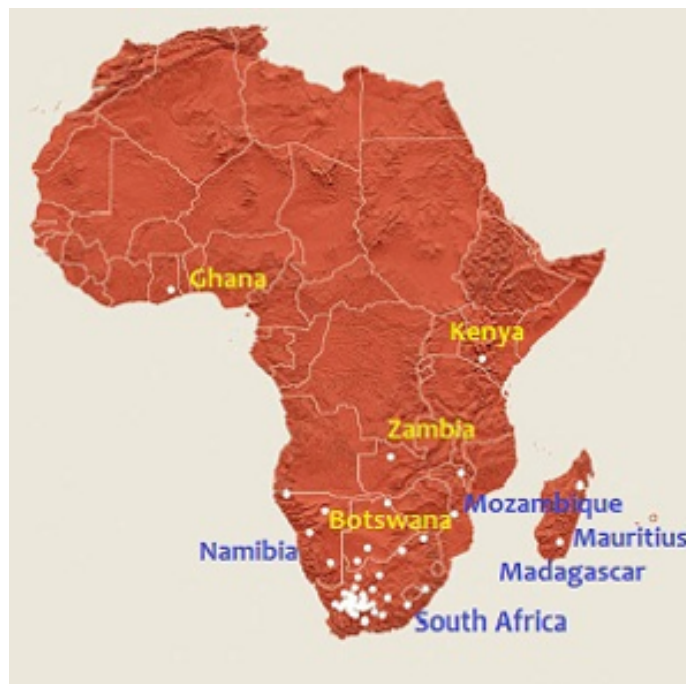 Ghana
Kenya
Zambia
Mozambique
Botswana
Mauritius
Namibia
Madagascar
South Africa